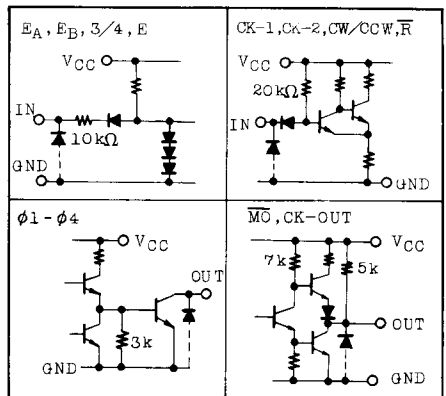 EA, EB, 3/4, E
VCC
IN
10kΩ
GND
CK-1, CK-2, CW/CCW, R̅
VCC
20kΩ
IN
GND
φ1-φ4
VCC
OUT
3k
GND
M̅O̅, CK-OUT
VCC
7k
5k
OUT
GND